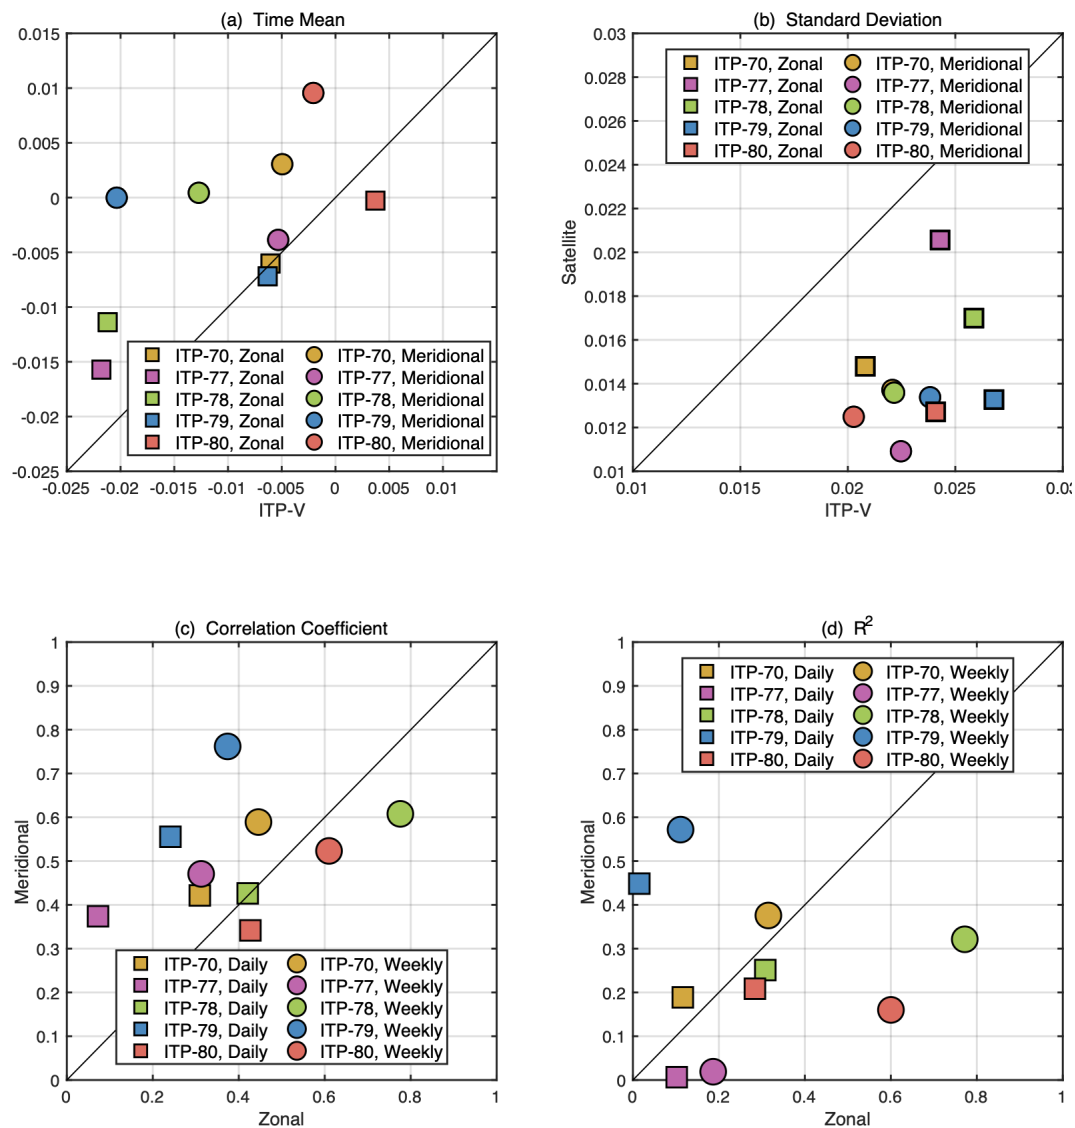 (a) Time Mean
0.015
0.01
0.005
0
-0.005
-0.01
-0.015
-0.02
-0.025
-0.025 -0.02 -0.015 -0.01 -0.005 0 0.005 0.01
ITP-V
ITP-70, Zonal ITP-70, Meridional
ITP-77, Zonal ITP-77, Meridional
ITP-78, Zonal ITP-78, Meridional
ITP-79, Zonal ITP-79, Meridional
ITP-80, Zonal ITP-80, Meridional
(b) Standard Deviation
0.03
0.028
0.026
0.024
0.022
0.02
0.018
0.016
0.014
0.012
0.01
Satellite
0.01 0.015 0.02 0.025 0.03
ITP-V
ITP-70, Zonal ITP-70, Meridional
ITP-77, Zonal ITP-77, Meridional
ITP-78, Zonal ITP-78, Meridional
ITP-79, Zonal ITP-79, Meridional
ITP-80, Zonal ITP-80, Meridional
(c) Correlation Coefficient
1
0.9
0.8
0.7
0.6
0.5
0.4
0.3
0.2
0.1
0
Meridional
0 0.2 0.4 0.6 0.8 1
Zonal
ITP-70, Daily ITP-70, Weekly
ITP-77, Daily ITP-77, Weekly
ITP-78, Daily ITP-78, Weekly
ITP-79, Daily ITP-79, Weekly
ITP-80, Daily ITP-80, Weekly
(d) R²
1
0.9
0.8
0.7
0.6
0.5
0.4
0.3
0.2
0.1
0
Meridional
0 0.2 0.4 0.6 0.8 1
Zonal
ITP-70, Daily ITP-70, Weekly
ITP-77, Daily ITP-77, Weekly
ITP-78, Daily ITP-78, Weekly
ITP-79, Daily ITP-79, Weekly
ITP-80, Daily ITP-80, Weekly